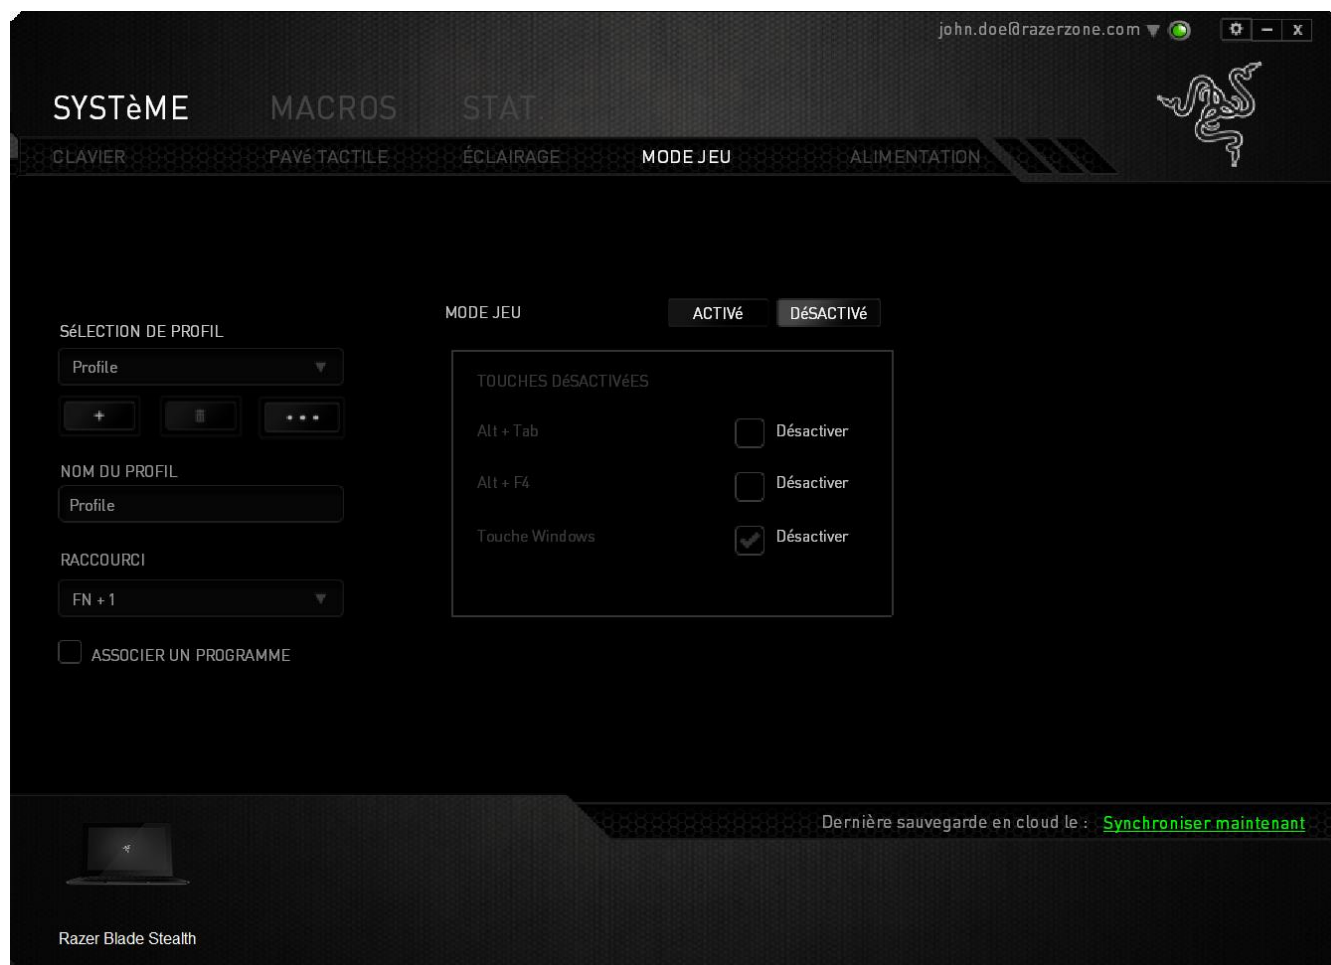 john.doe@razerzone.com
SYSTèME MACROS STAT
CLAVIER PAVé TACTILE ÉCLAIRAGE MODE JEU ALIMENTATION
SéLECTION DE PROFIL
Profile
NOM DU PROFIL
Profile
RACCOURCI
FN + 1
ASSOCIER UN PROGRAMME
MODE JEU ACTIVé DéSACTIVé
TOUCHES DéSACTIVéES
Alt + Tab Désactiver
Alt + F4 Désactiver
Touche Windows Désactiver
Dernière sauvegarde en cloud le : Synchroniser maintenant
Razer Blade Stealth